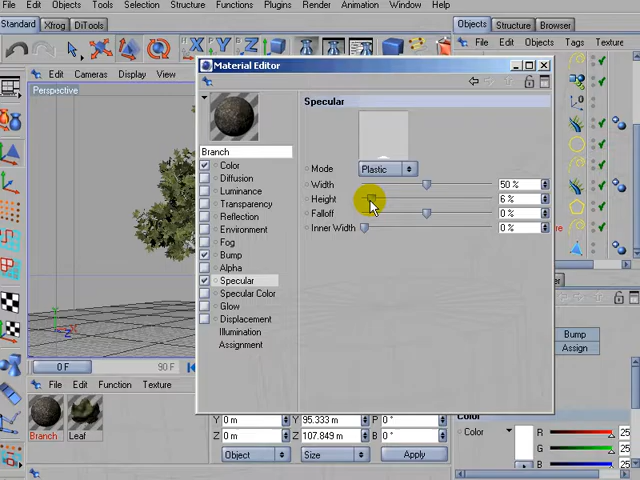 Objects Tools Selection Structure Functions Plugins Render Animation Window Help
Standard Xfrog DiTools
Objects Structure Browser
File Edit Objects Tags Texture
Edit Cameras Display View
Perspective
Material Editor
Specular
Mode Plastic
Width 50 %
Height 6 %
Falloff 0 %
Inner Width 0 %
Branch
Color
Diffusion
Luminance
Transparency
Reflection
Environment
Fog
Bump
Alpha
Specular
Specular Color
Glow
Displacement
Illumination
Assignment
Bump
Assign
0 F 90 F
File Edit Function Texture
Branch Leaf
Y 0 m Y 95.333 m P 0 °
Z 0 m Z 107.849 m B 0 °
Object Size Apply
Color
Color R 25
G 25
B 25